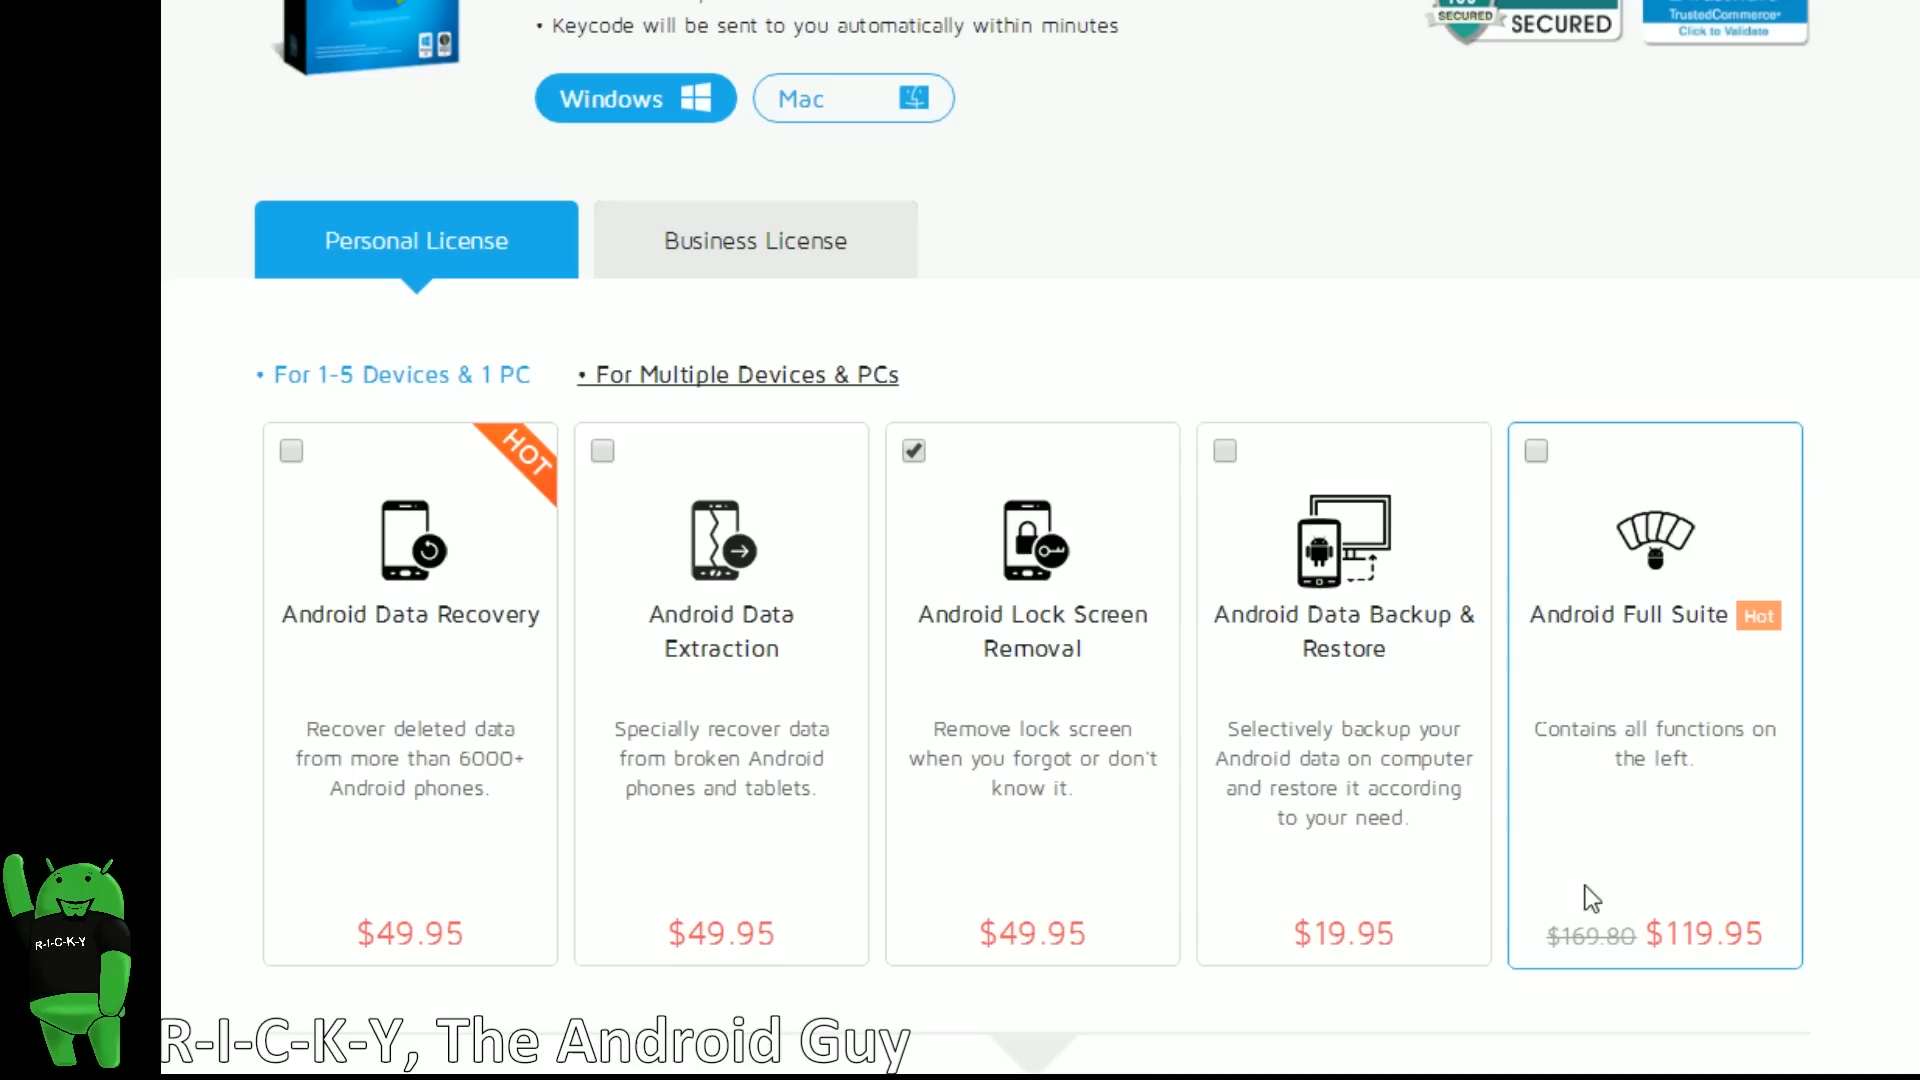 • Keycode will be sent to you automatically within minutes
SECURED
SECURED
TrustedCommerce
Click to Validate
Windows
Mac
Personal License
Business License
• For 1-5 Devices & 1 PC
• For Multiple Devices & PCs
HOT
Android Data Recovery
Recover deleted data
from more than 6000+
Android phones.
$49.95
Android Data
Extraction
Specially recover data
from broken Android
phones and tablets.
$49.95
Android Lock Screen
Removal
Remove lock screen
when you forgot or don't
know it.
$49.95
Android Data Backup &
Restore
Selectively backup your
Android data on computer
and restore it according
to your need.
$19.95
Android Full Suite Hot
Contains all functions on
the left.
$169.80 $119.95
R-I-C-K-Y
R-I-C-K-Y, The Android Guy